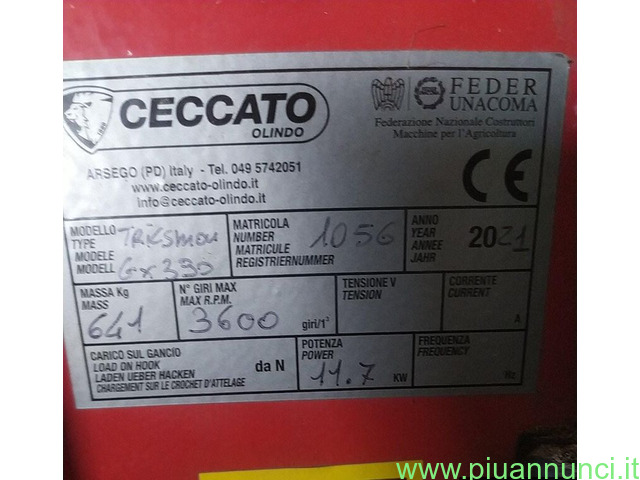 CECCATO
OLINDO
FEDER
UNACOMA
Federazione Nazionale Costruttori
Macchine per l'Agricoltura
ARSEGO (PD) Italy - Tel. 049 5742051
www.ceccato-olindo.it
info@ceccato-olindo.it
CE
MODELLO
TYPE
MODELE
MODELL
GX390
MATRICOLA
NUMBER
MATRICULE
REGISTRIERNUMMER
1056
ANNO
YEAR
ANNÉE
JAHR
2021
MASSA Kg
MASS
641
N° GIRI MAX
MAX R.P.M.
3600 giri/1'
TENSIONE V
TENSION
CORRENTE
CURRENT
A
CARICO SUL GANCIO
LOAD ON HOOK
LADEN UEBER HACKEN
CHARGEMENT SUR LE CROCHET D'ATTELAGE
da N
POTENZA
POWER
11.7 KW
FREQUENZA
FREQUENCY
Hz
www.piuannunci.it